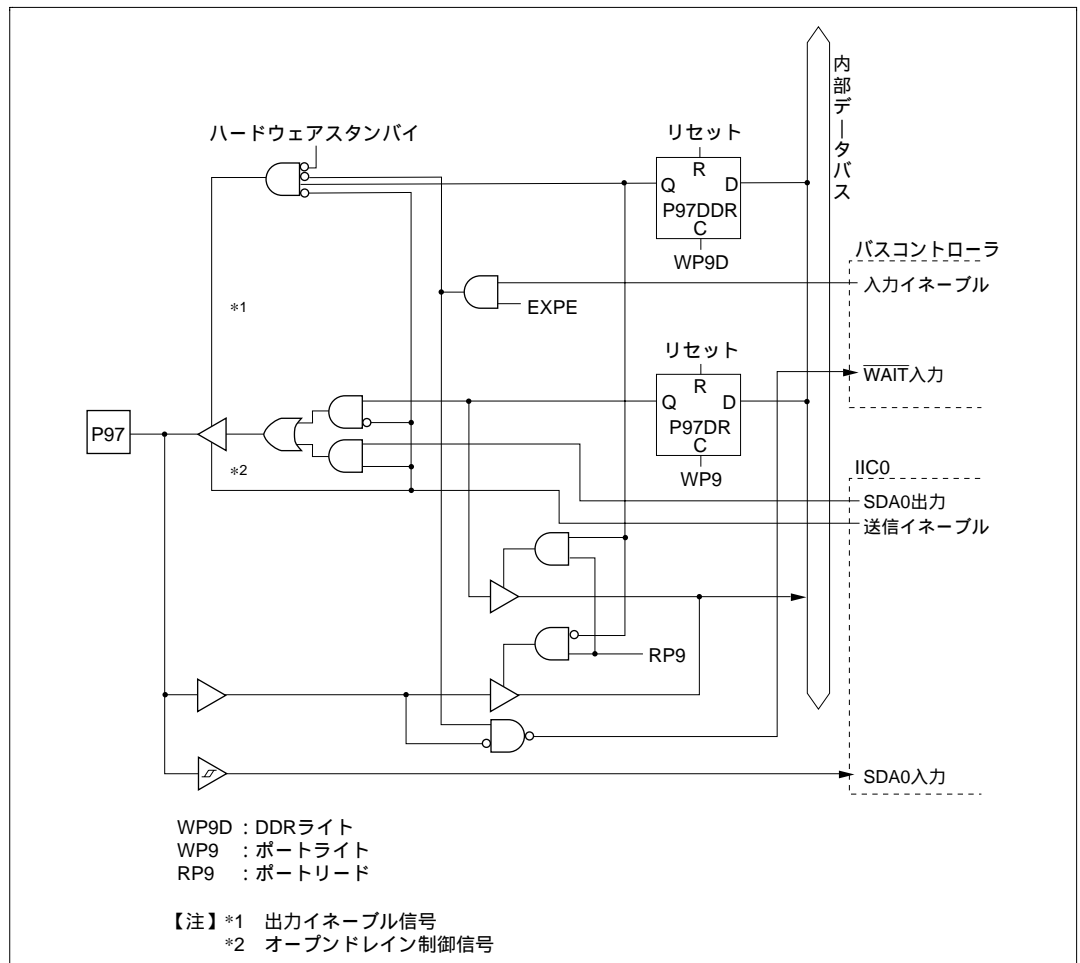 内部データバス
ハードウェアスタンバイ
リセット
R
Q
D
P97DDR
C
WP9D
バスコントローラ
入力イネーブル
EXPE
*1
リセット
R
Q
D
P97DR
C
WP9
WAIT入力
P97
*2
IIC0
SDA0出力
送信イネーブル
RP9
SDA0入力
WP9D : DDRライト
WP9 : ポートライト
RP9 : ポートリード
【注】*1 出力イネーブル信号
*2 オープンドレイン制御信号